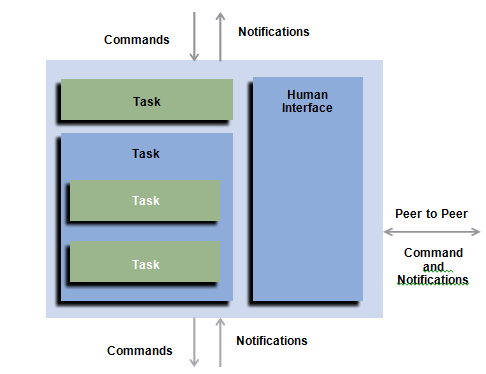 Commands
Notifications
Task
Human
Interface
Task
Task
Task
Peer to Peer
Command
and
Notifications
Commands
Notifications